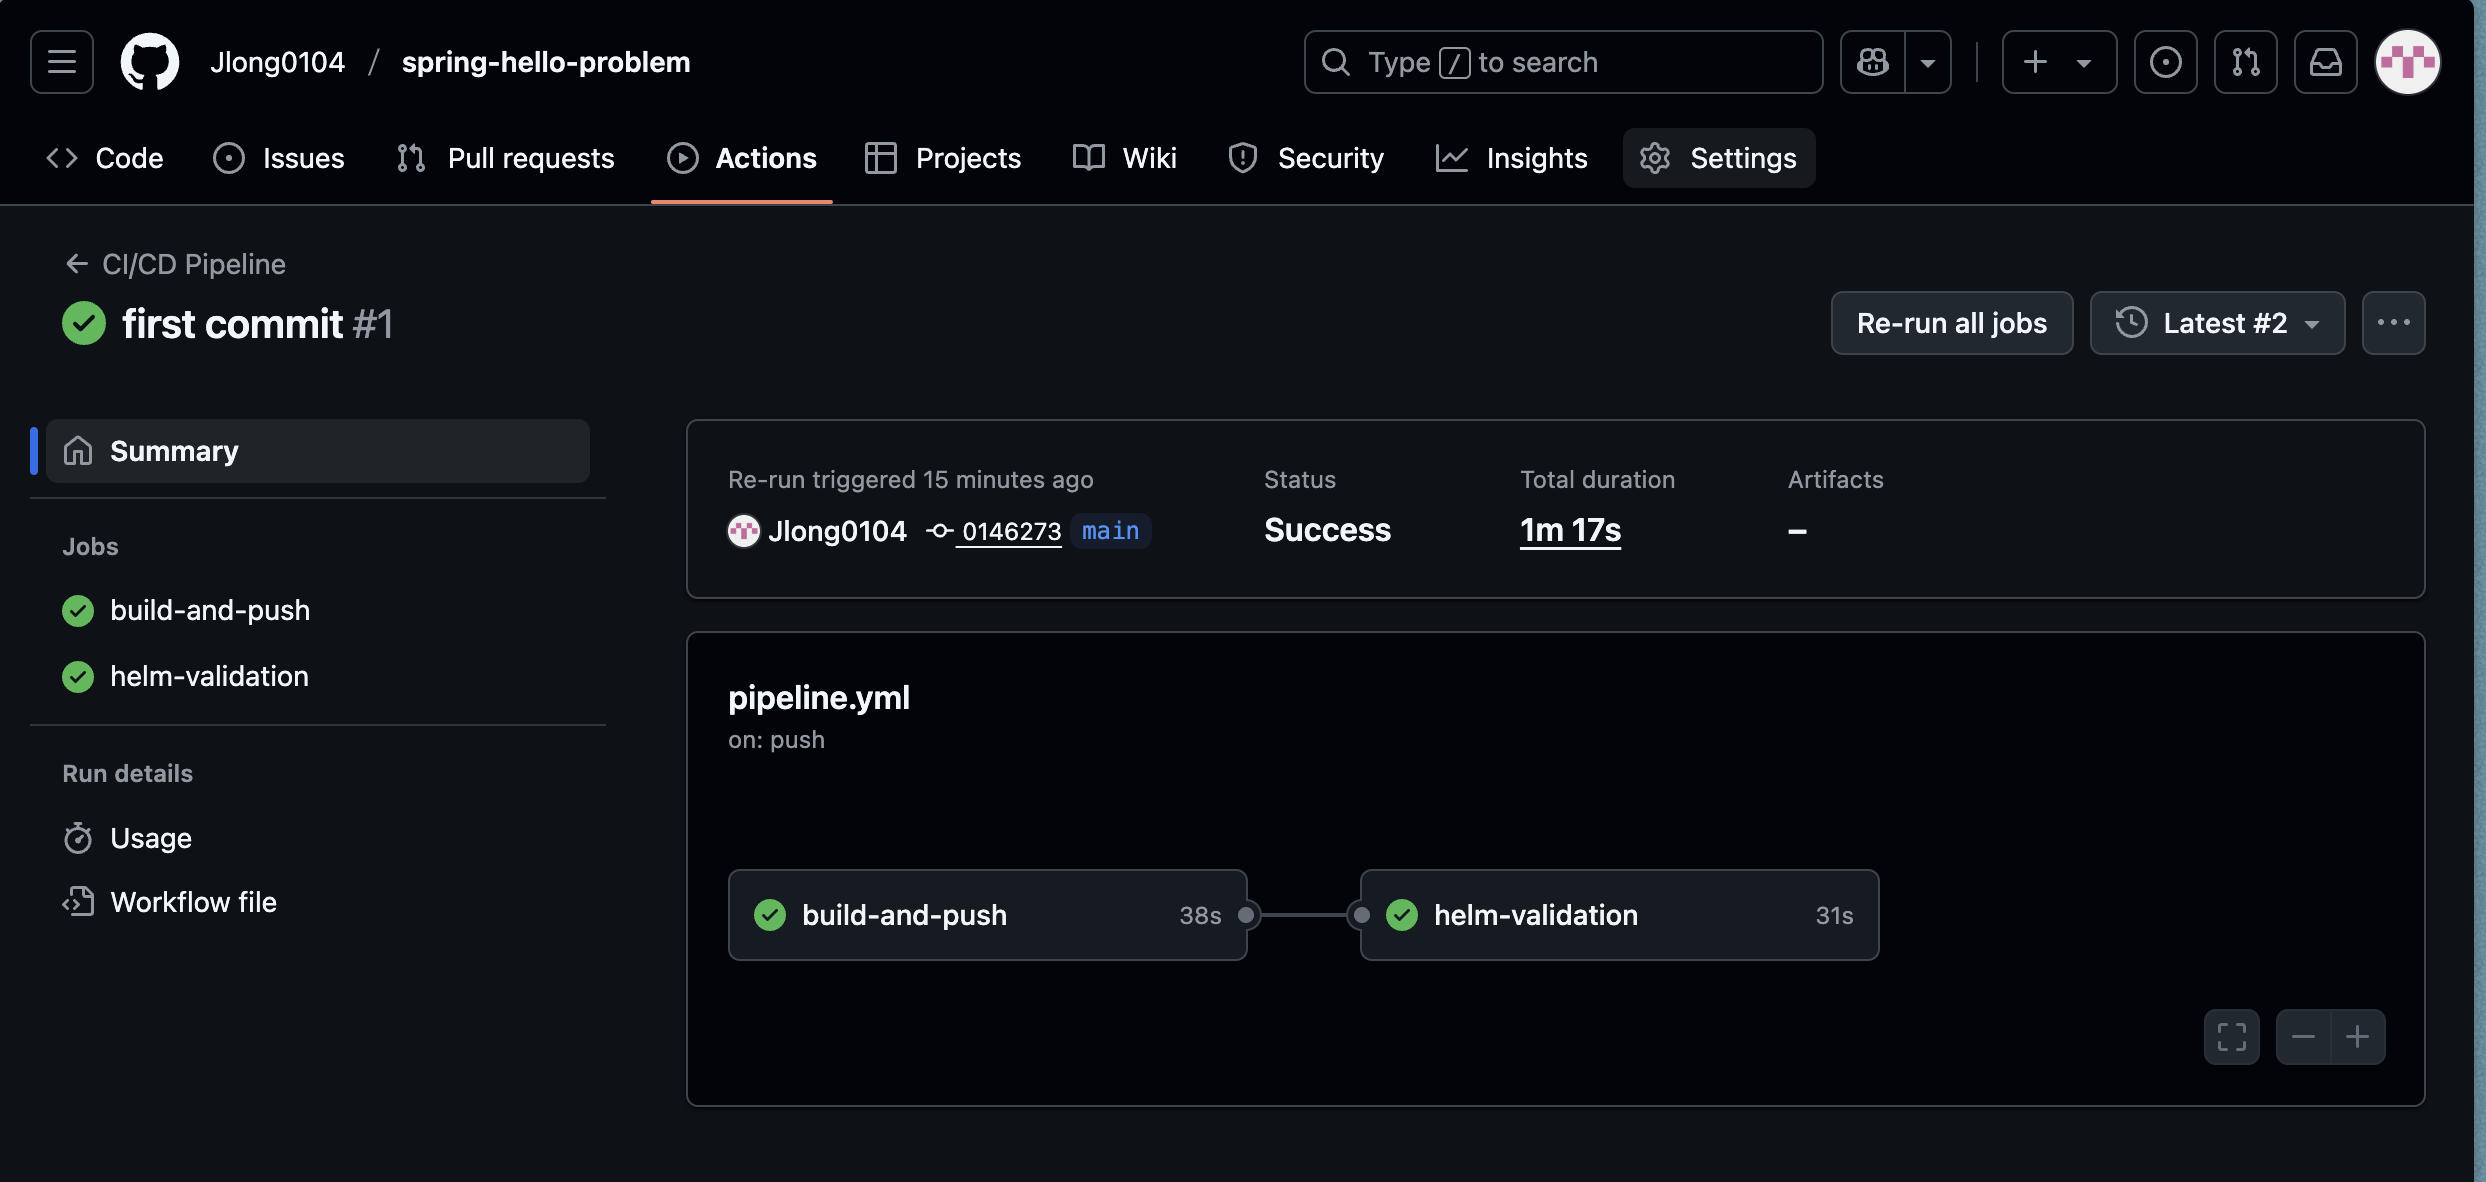 Jlong0104 / spring-hello-problem
Type / to search
Code Issues Pull requests Actions Projects Wiki Security Insights Settings
CI/CD Pipeline
first commit #1
Re-run all jobs
Latest #2
Summary
Jobs
build-and-push
helm-validation
Run details
Usage
Workflow file
Re-run triggered 15 minutes ago
Jlong0104 0146273 main
Status
Success
Total duration
1m 17s
Artifacts
–
pipeline.yml
on: push
build-and-push 38s
helm-validation 31s